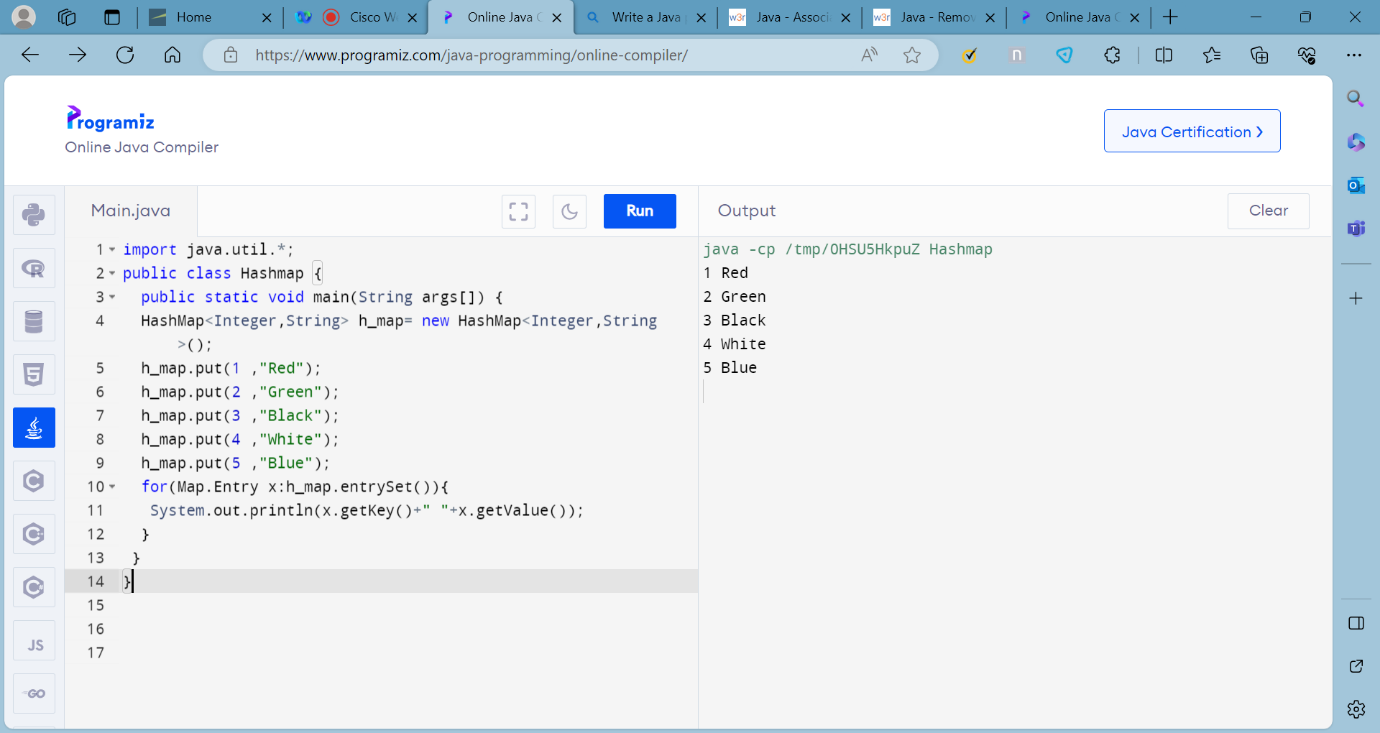 Home
Cisco W
Online Java C
Write a Java
Java - Associ
Java - Remov
Online Java C
https://www.programiz.com/java-programming/online-compiler/
Programiz
Online Java Compiler
Java Certification >
Main.java
Run
Output
Clear
1 import java.util.*;
2 public class Hashmap {
3 public static void main(String args[]) {
4 HashMap<Integer,String> h_map= new HashMap<Integer,String
>();
5 h_map.put(1 ,"Red");
6 h_map.put(2 ,"Green");
7 h_map.put(3 ,"Black");
8 h_map.put(4 ,"White");
9 h_map.put(5 ,"Blue");
10 for(Map.Entry x:h_map.entrySet()){
11 System.out.println(x.getKey()+" "+x.getValue());
12 }
13 }
14 }
15
16
17
java -cp /tmp/OHSU5HkpuZ Hashmap
1 Red
2 Green
3 Black
4 White
5 Blue
JS
GO